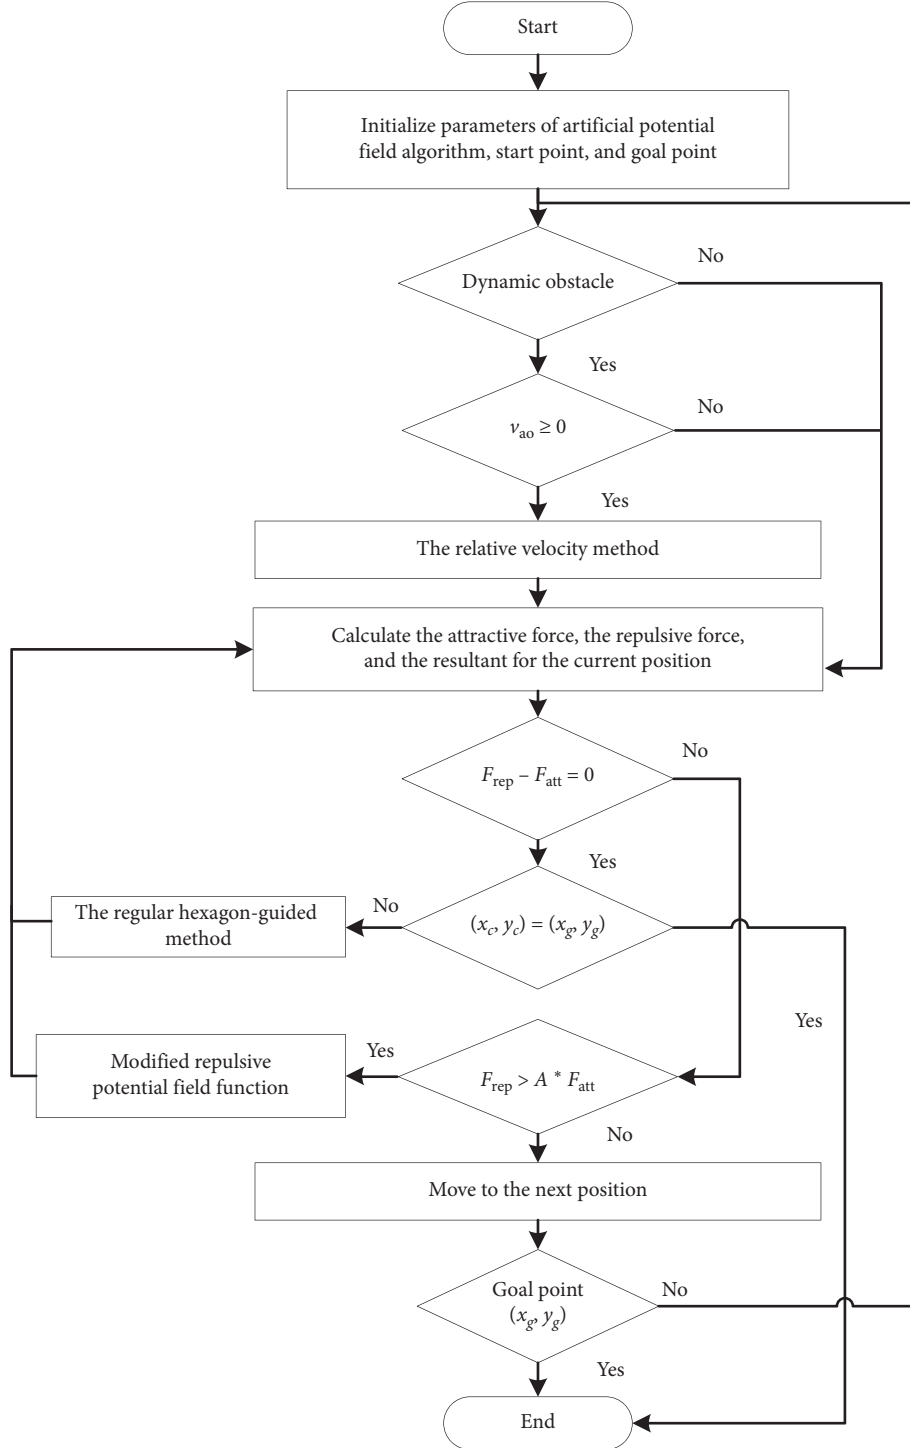 Start
Initialize parameters of artificial potential
field algorithm, start point, and goal point
No
Dynamic obstacle
Yes
No
v_ao ≥ 0
Yes
The relative velocity method
Calculate the attractive force, the repulsive force,
and the resultant for the current position
No
F_rep – F_att = 0
Yes
The regular hexagon-guided
method
No
(x_c, y_c) = (x_g, y_g)
Yes
Modified repulsive
potential field function
Yes
F_rep > A * F_att
No
Move to the next position
Goal point
(x_g, y_g)
No
Yes
End